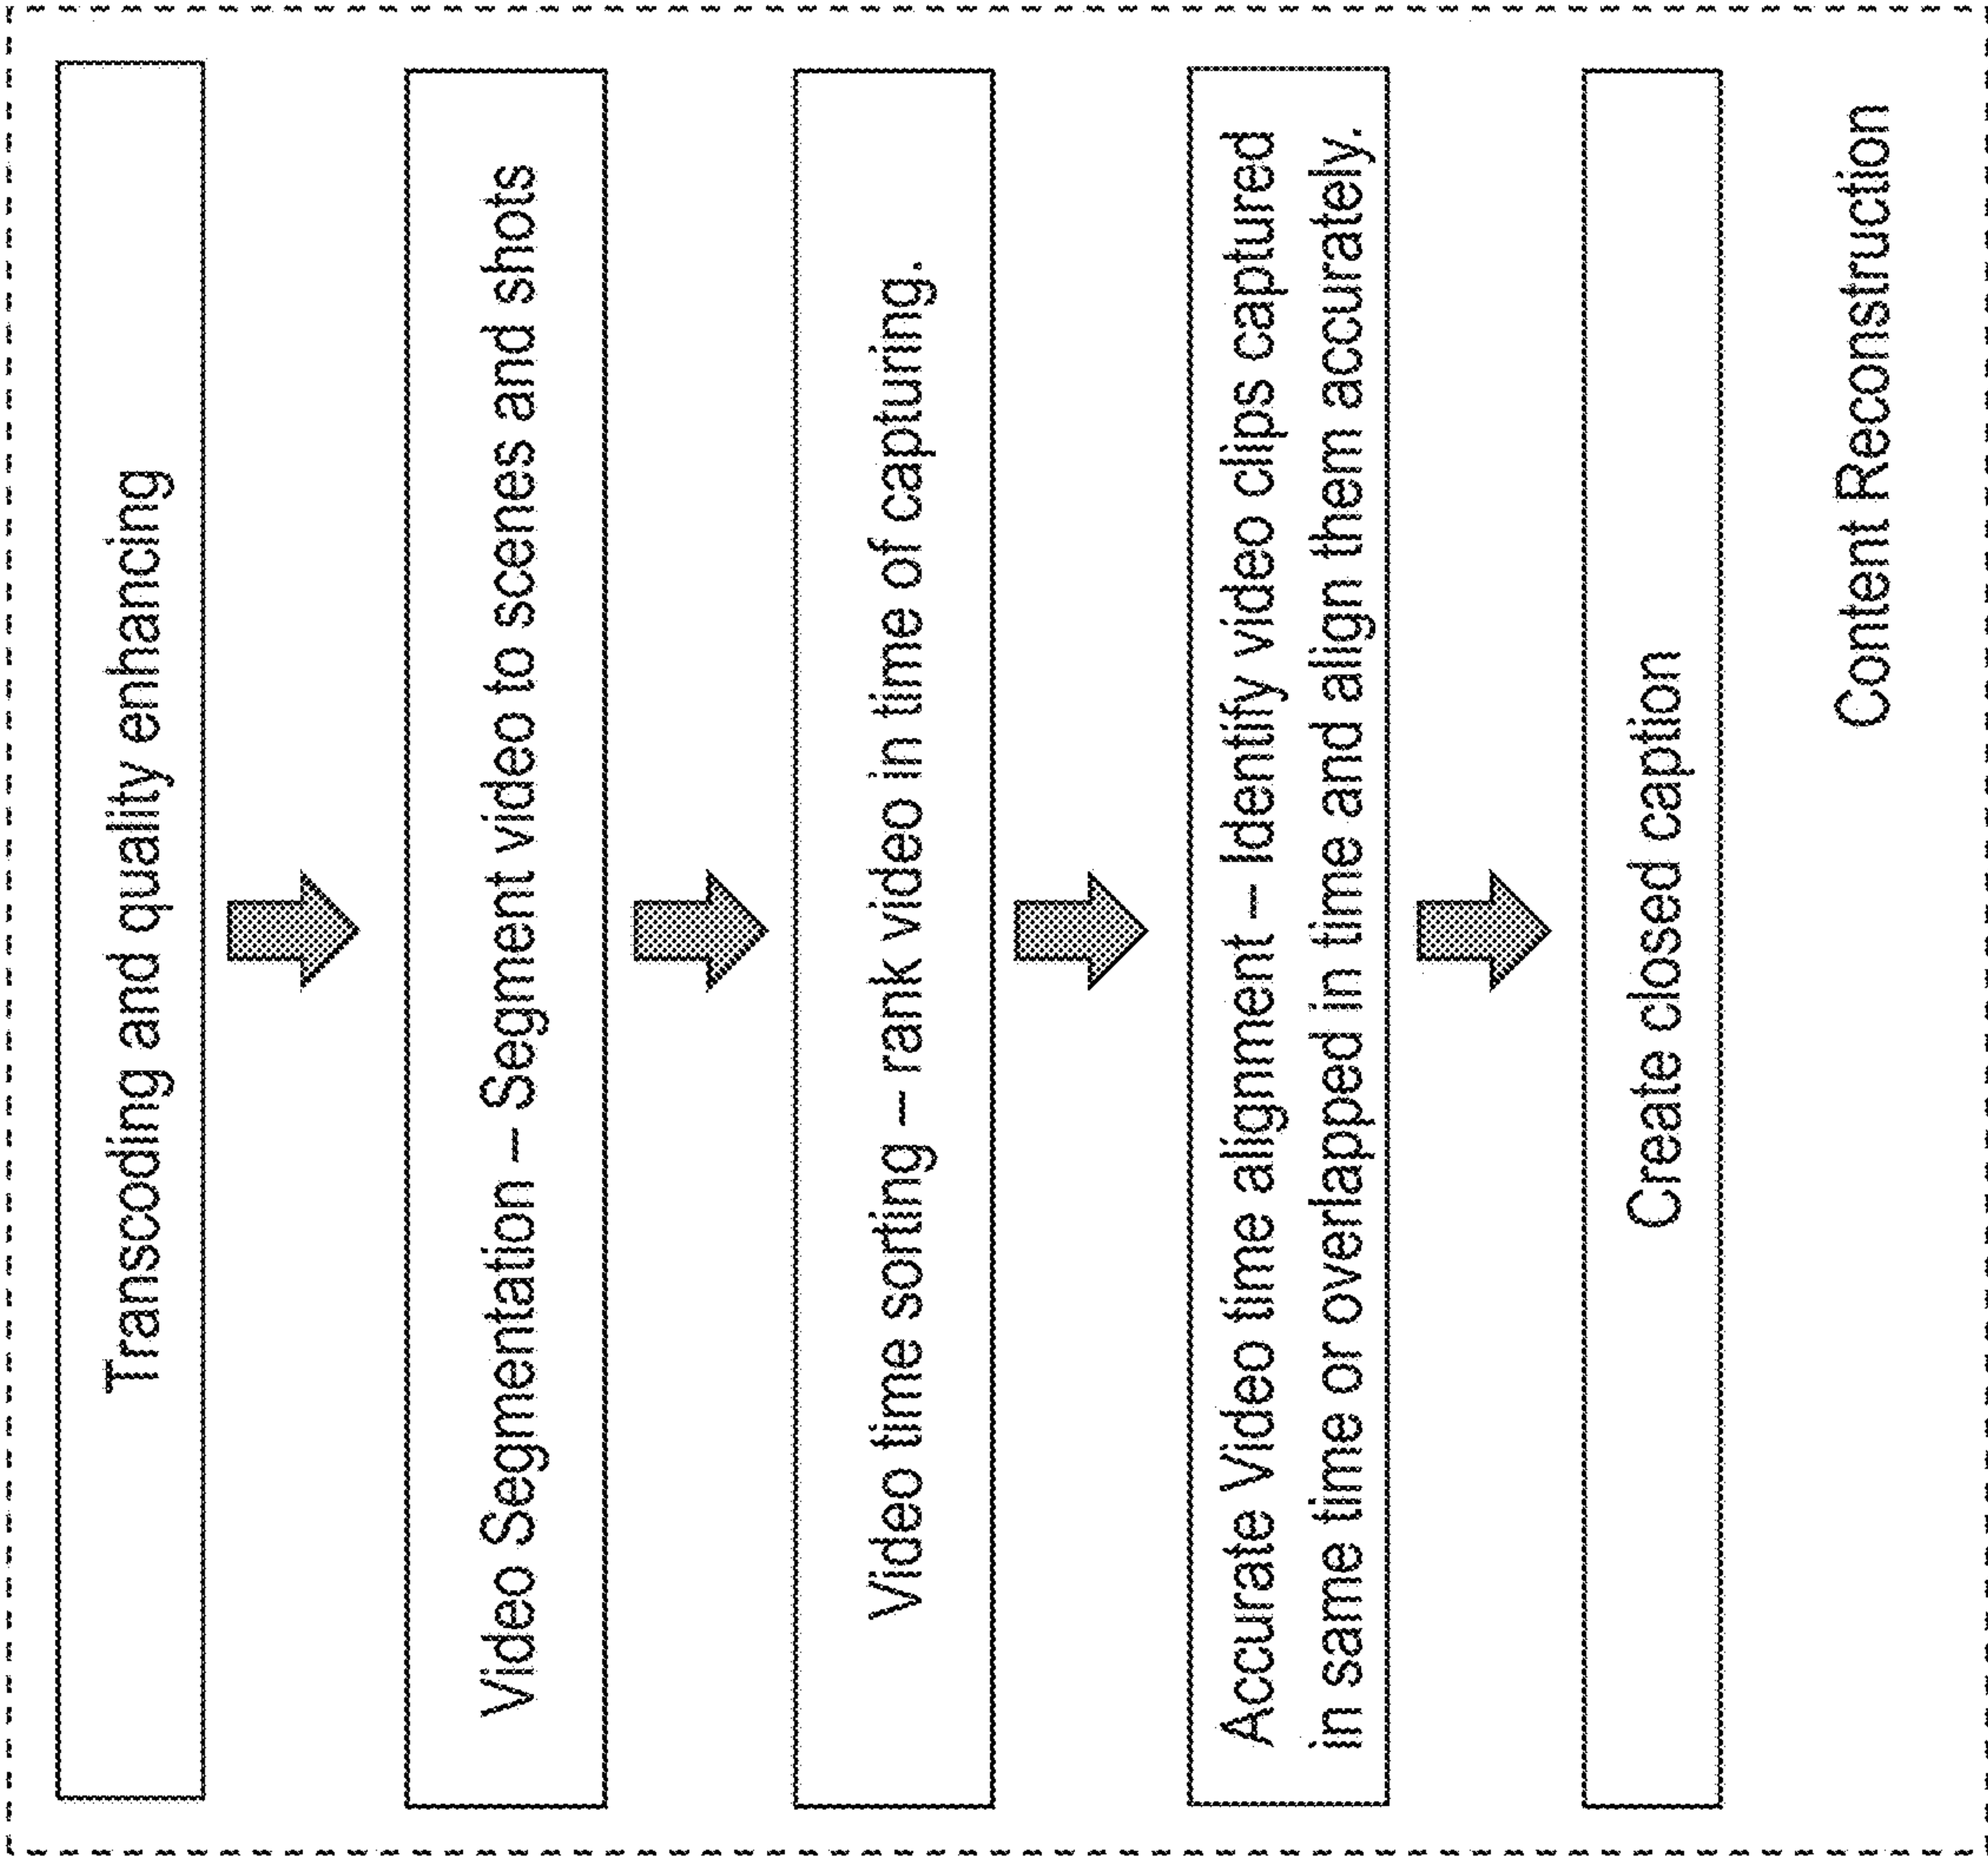 Transcoding and quality enhancing
Video Segmentation – Segment video to scenes and shots
Video time sorting – rank video in time of capturing.
Accurate Video time alignment – Identify video clips captured
in same time or overlapped in time and align them accurately.
Create closed caption
Content Reconstruction